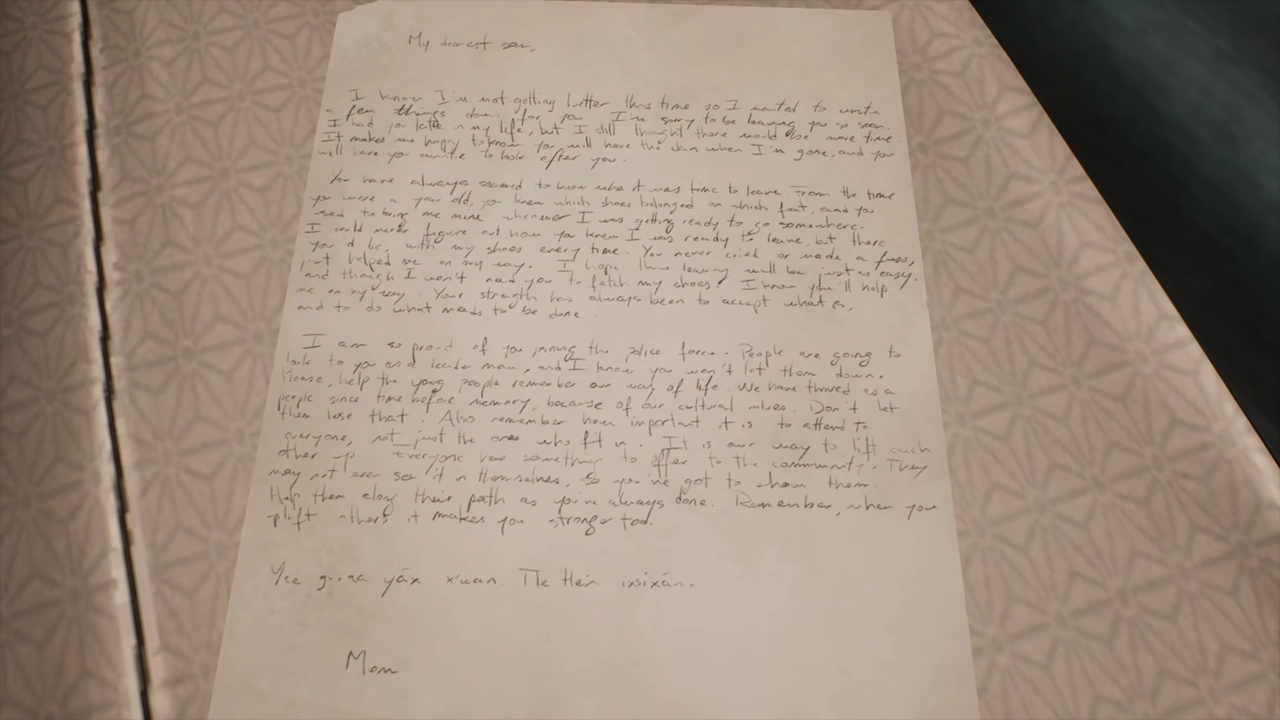 My dearest son,
I know I'm not getting better this time so I wanted to write
a few things down for you. I'm sorry to be leaving you so soon.
I had you late in my life, but I still thought there would be more time.
It makes me happy to know you will have the clan when I'm gone, and you
will have your auntie to look after you.
You have always seemed to know when it was time to leave. From the time
you were a year old, you knew which shoes belonged on which feet, and you
used to bring me mine whenever I was getting ready to go somewhere.
I could never figure out how you knew I was ready to leave, but there
you'd be, with my shoes every time. You never cried or made a fuss,
just helped me on my way. I hope this leaving will be just as easy,
and though I won't need you to fetch my shoes, I know you'll help
me on my way. Your strength has always been to accept what is,
and to do what needs to be done.
I am so proud of you joining the police force. People are going to
look to you as a leader man, and I know you won't let them down.
Please, help the young people remember our way of life. We have thrived as a
people since time before memory, because of our cultural values. Don't let
them lose that. Also remember how important it is to attend to
everyone, not just the ones who fit in. It is our way to lift each
other up. Everyone has something to offer to the community. They
may not ever see it in themselves, so you've got to show them.
Help them along their path as you've always done. Remember, when you
uplift others it makes you stronger too.
yáx xwan. ixsixán.
Mom